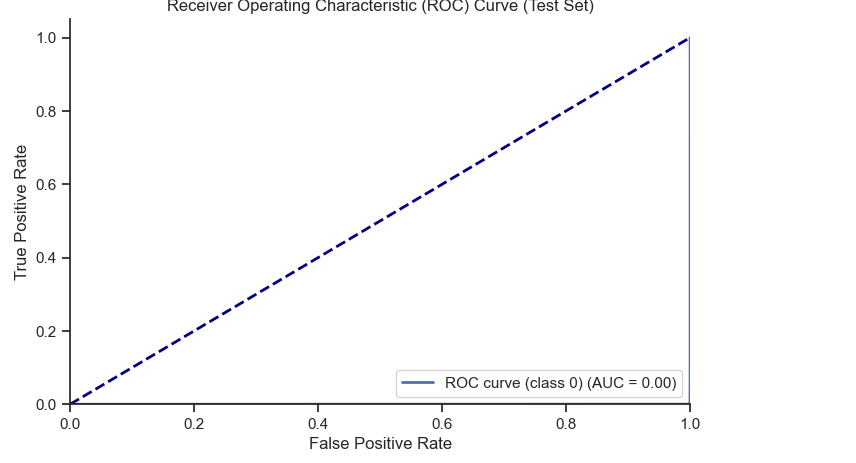 Receiver Operating Characteristic (ROC) Curve (Test Set)
1.0
0.8
0.6
0.4
0.2
0.0
True Positive Rate
ROC curve (class 0) (AUC = 0.00)
0.0 0.2 0.4 0.6 0.8 1.0
False Positive Rate